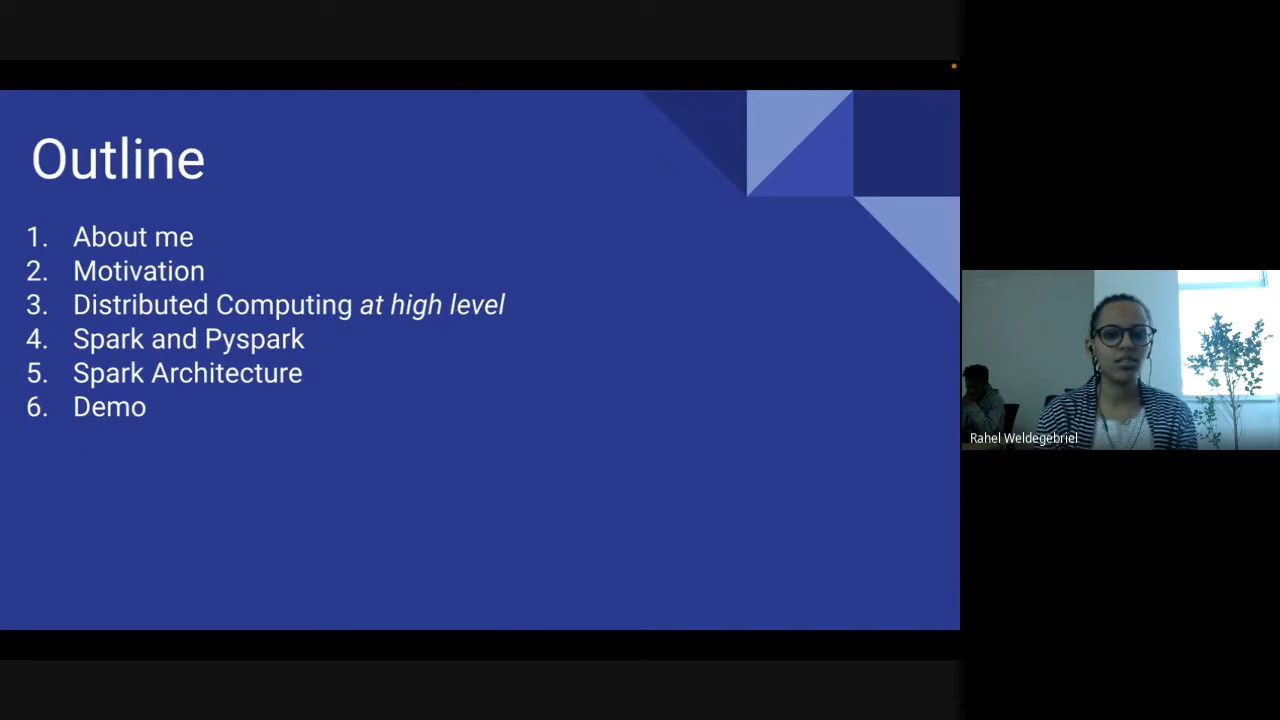 Outline
1. About me
2. Motivation
3. Distributed Computing at high level
4. Spark and Pyspark
5. Spark Architecture
6. Demo
Rahel Weldegebriel